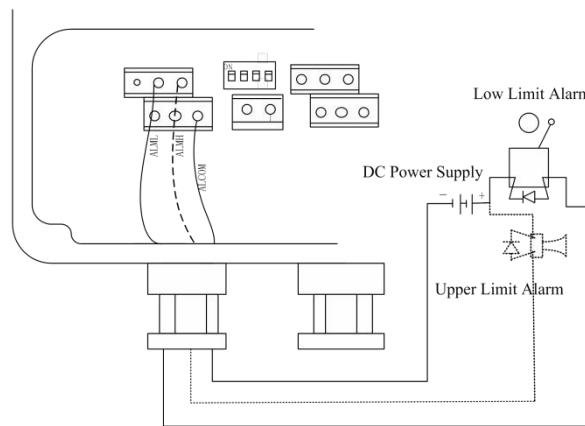 ON
Low Limit Alarm
ALML
ALMH
ALCOM
DC Power Supply
− +
Upper Limit Alarm